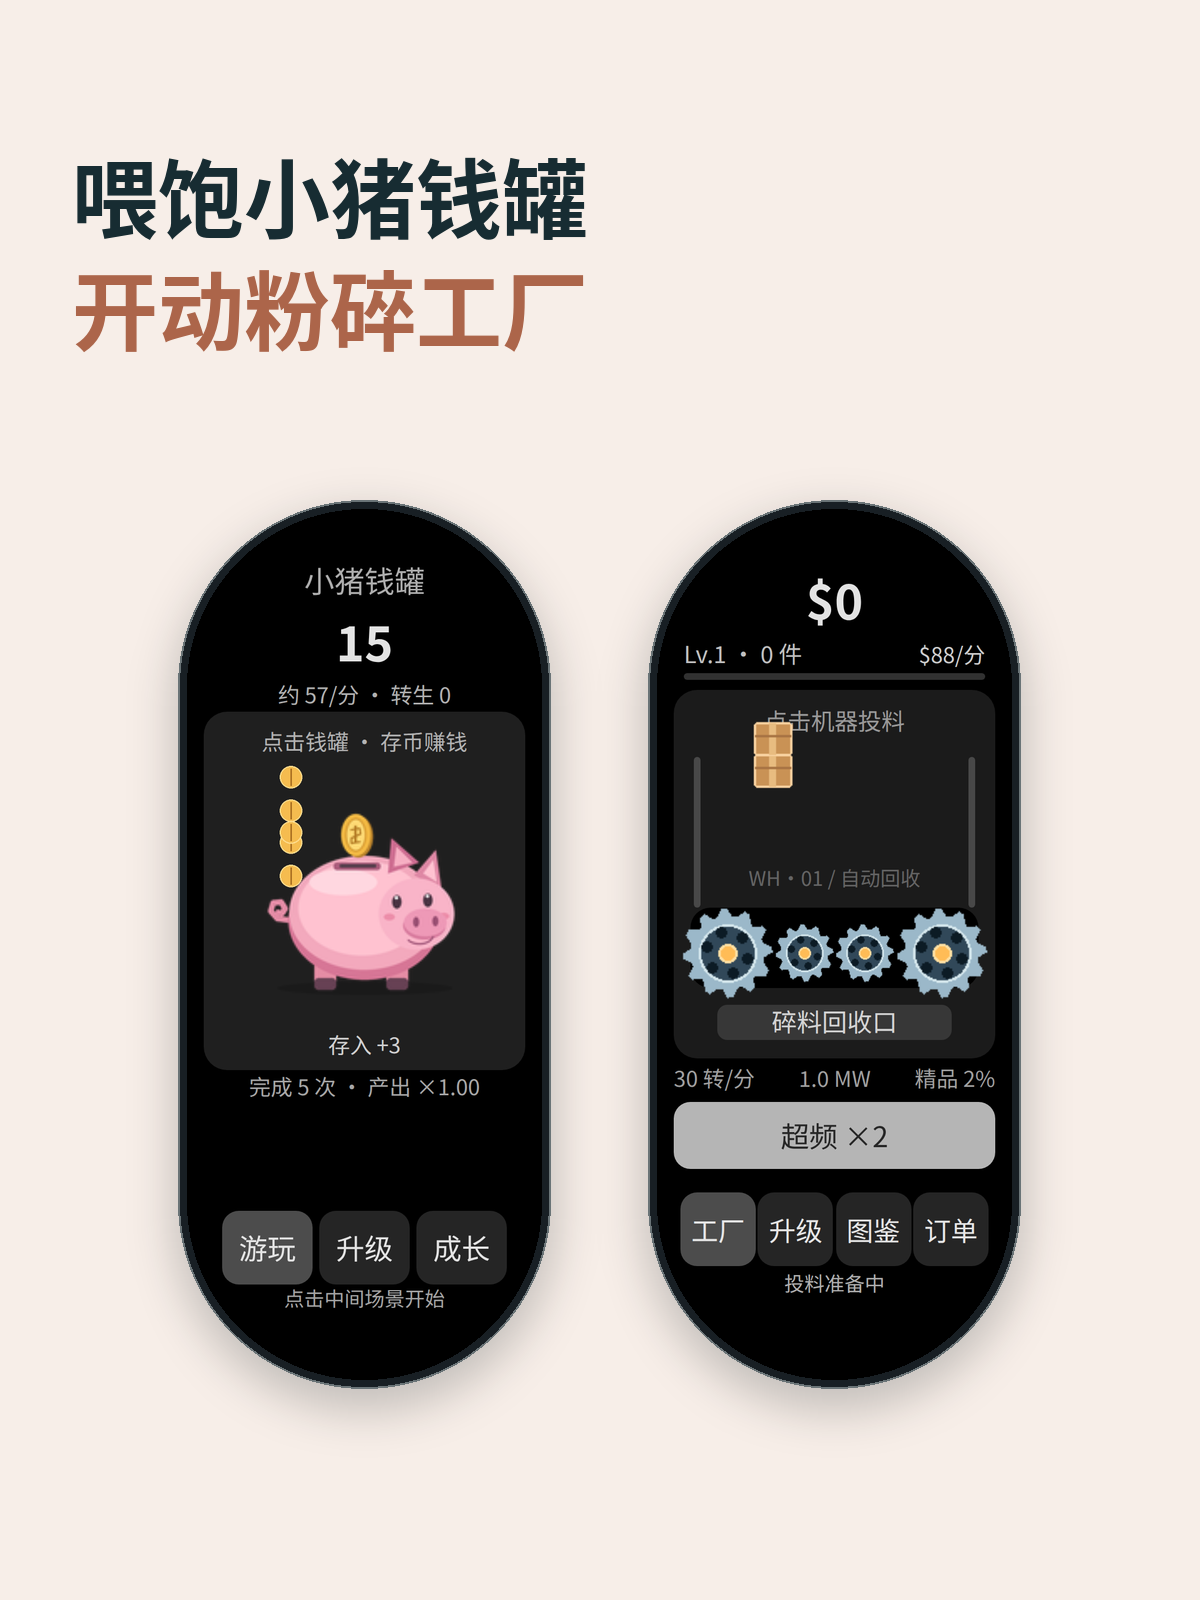 喂饱小猪钱罐
开动粉碎工厂
小猪钱罐
15
约 57/分 · 转生 0
点击钱罐 · 存币赚钱
存入 +3
完成 5 次 · 产出 ×1.00
游玩 升级 成长
点击中间场景开始
$0
Lv.1 · 0 件 $88/分
点击机器投料
WH · 01 / 自动回收
碎料回收口
30 转/分 1.0 MW 精品 2%
超频 ×2
工厂 升级 图鉴 订单
投料准备中